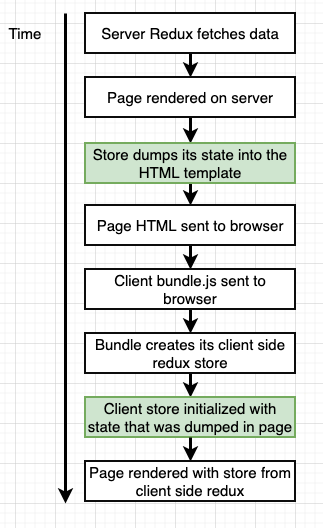 Time
Server Redux fetches data
Page rendered on server
Store dumps its state into the
HTML template
Page HTML sent to browser
Client bundle.js sent to
browser
Bundle creates its client side
redux store
Client store initialized with
state that was dumped in page
Page rendered with store from
client side redux